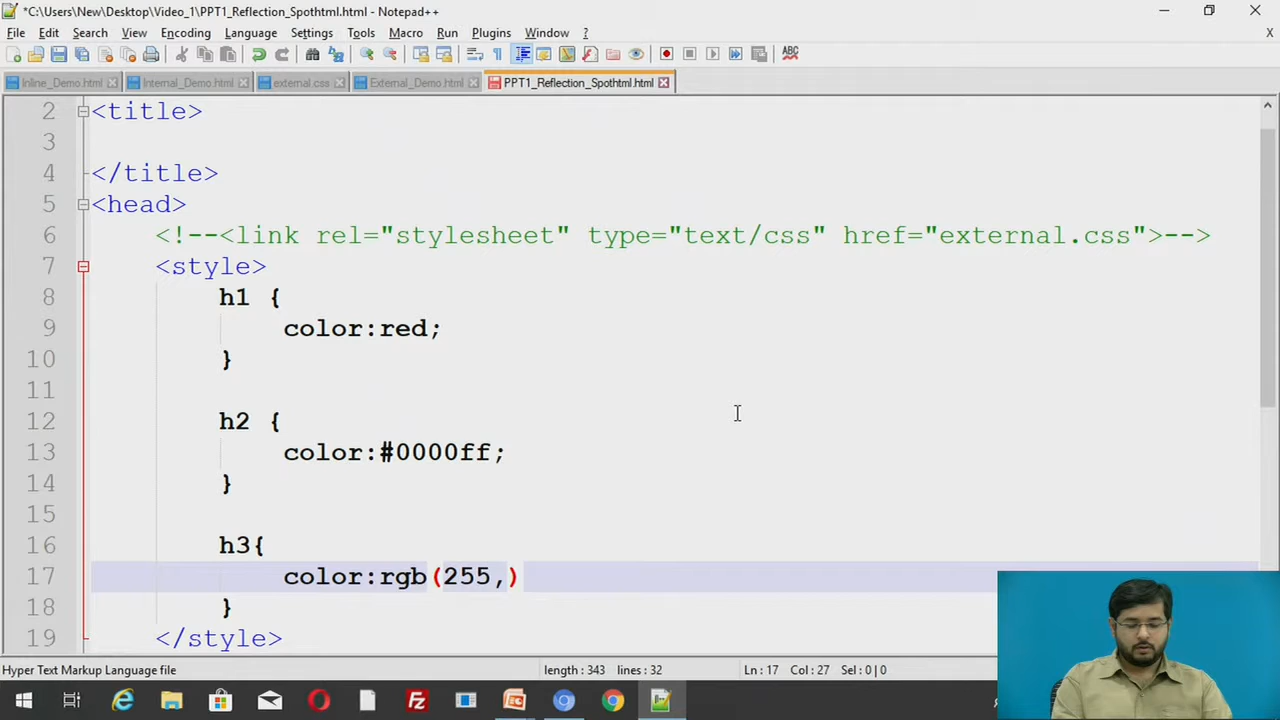 *C:\Users\New\Desktop\Video_1\PPT1_Reflection_Spothtml.html - Notepad++
File Edit Search View Encoding Language Settings Tools Macro Run Plugins Window ? X
Inline_Demo.html Internal_Demo.html external.css External_Demo.html PPT1_Reflection_Spothtml.html
2 <title>
3
4 </title>
5 <head>
6 <!--<link rel="stylesheet" type="text/css" href="external.css">-->
7 <style>
8 h1 {
9 color:red;
10 }
11
12 h2 {
13 color:#0000ff;
14 }
15
16 h3{
17 color:rgb(255,)
18 }
19 </style>
Hyper Text Markup Language file length : 343 lines : 32 Ln : 17 Col : 27 Sel : 0 | 0